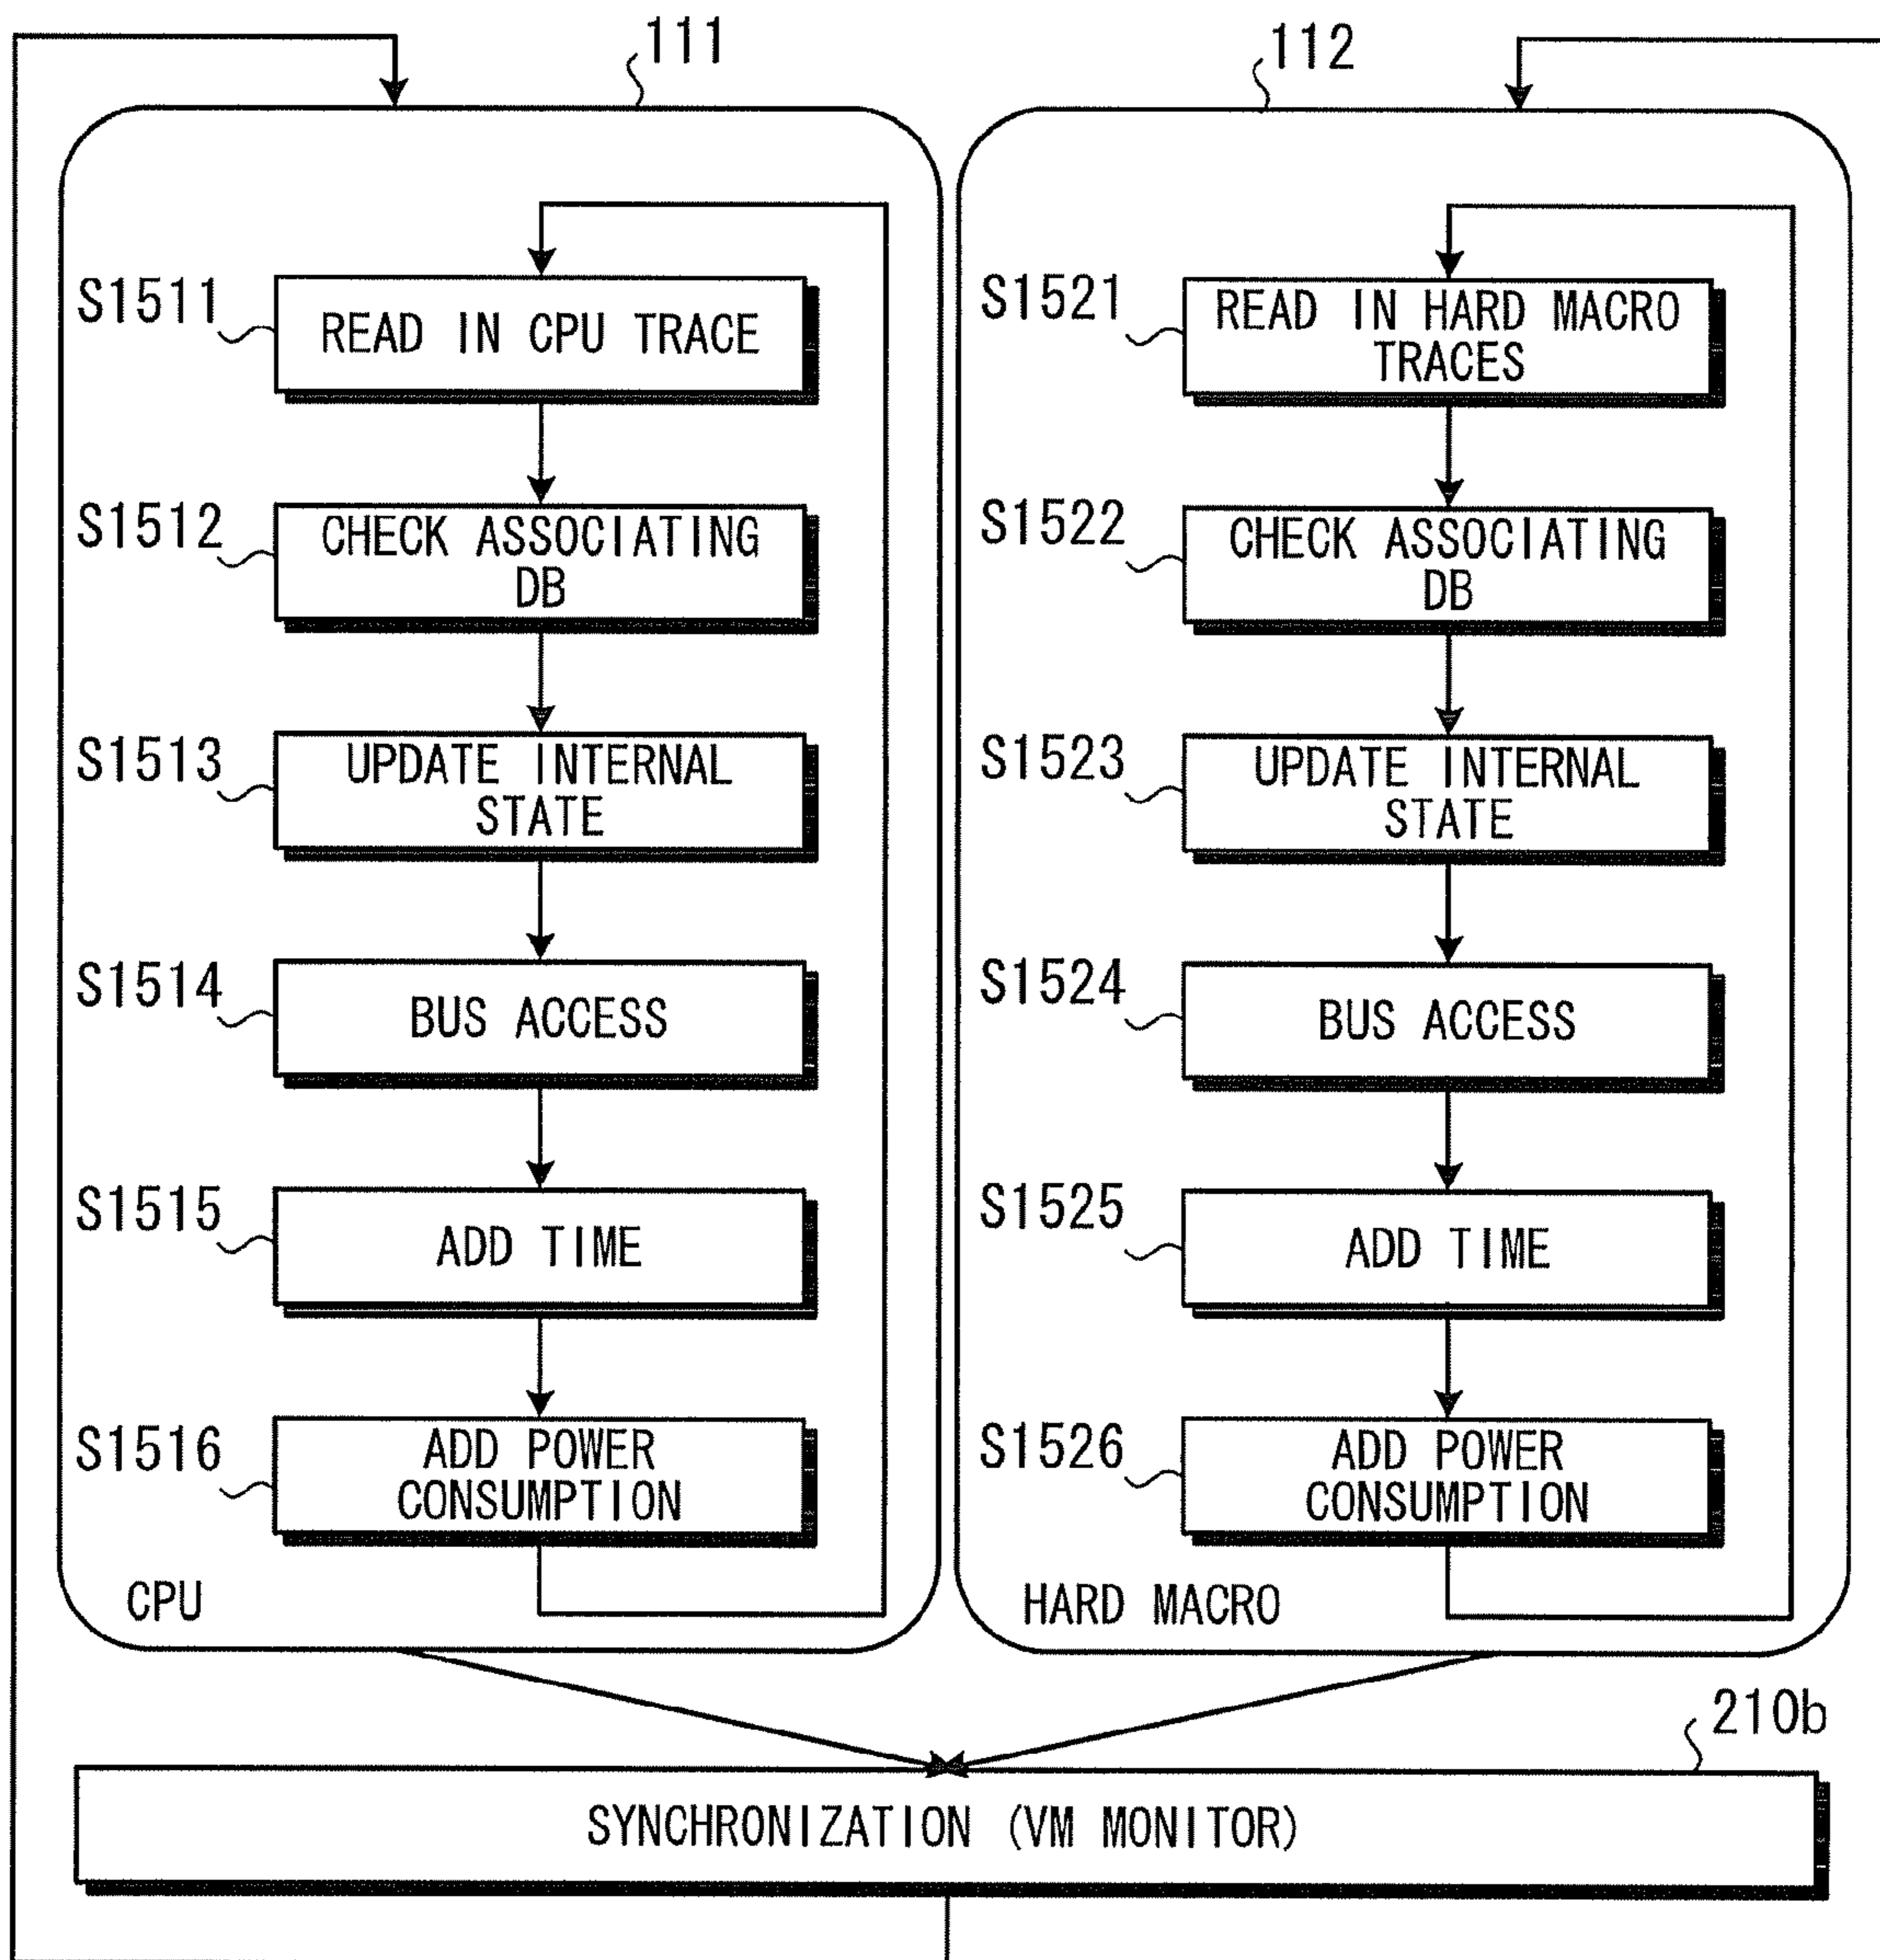 111
S1511
READ IN CPU TRACE
S1512
CHECK ASSOCIATING
DB
S1513
UPDATE INTERNAL
STATE
S1514
BUS ACCESS
S1515
ADD TIME
S1516
ADD POWER
CONSUMPTION
CPU
112
S1521
READ IN HARD MACRO
TRACES
S1522
CHECK ASSOCIATING
DB
S1523
UPDATE INTERNAL
STATE
S1524
BUS ACCESS
S1525
ADD TIME
S1526
ADD POWER
CONSUMPTION
HARD MACRO
210b
SYNCHRONIZATION (VM MONITOR)